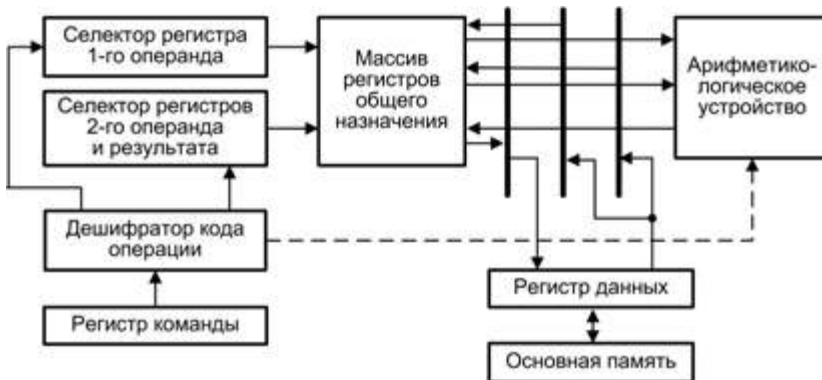 Селектор регистра
1-го операнда
Селектор регистров
2-го операнда
и результата
Массив
регистров
общего
назначения
Арифметико-
логическое
устройство
Дешифратор кода
операции
Регистр команды
Регистр данных
Основная память